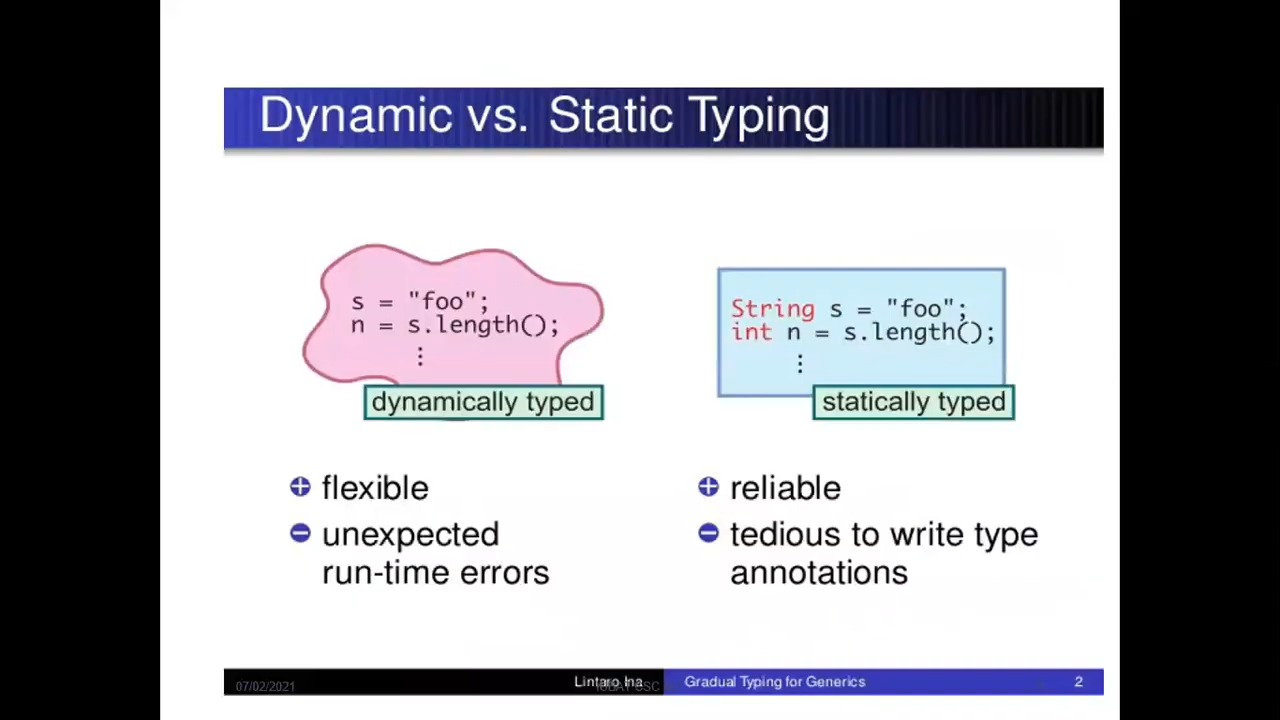 Dynamic vs. Static Typing
s = "foo";
n = s.length();
⋮
dynamically typed
String s = "foo";
int n = s.length();
⋮
statically typed
+ flexible
− unexpected
run-time errors
+ reliable
− tedious to write type
annotations
07/02/2021
Lintaro Ina
CSC
Gradual Typing for Generics
2